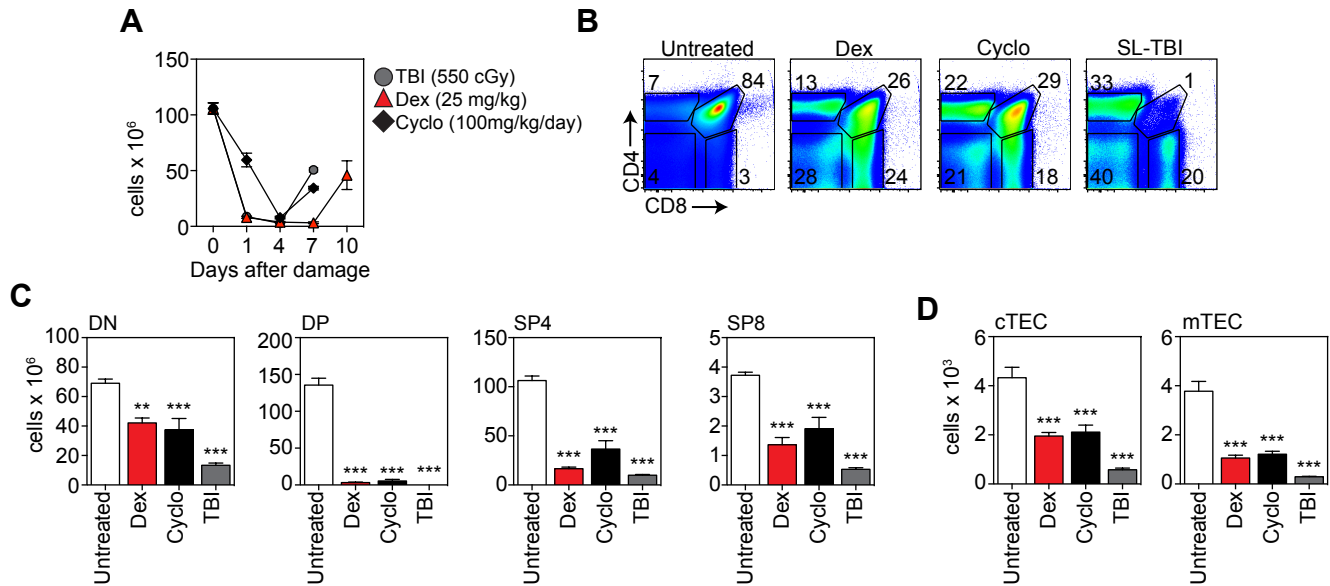 A
150
100
50
0
cells x 10⁶
0 1 4 7 10
Days after damage
TBI (550 cGy)
Dex (25 mg/kg)
Cyclo (100mg/kg/day)
B
Untreated Dex Cyclo SL-TBI
7 84 13 26 22 29 33 1
4 3 28 24 21 18 40 20
CD4
CD8
C
DN
100
80
60
40
20
0
cells x 10⁶
** *** ***
Untreated Dex Cyclo TBI
DP
200
150
100
50
0
*** *** ***
Untreated Dex Cyclo TBI
SP4
150
100
50
0
*** *** ***
Untreated Dex Cyclo TBI
SP8
5
4
3
2
1
0
*** *** ***
Untreated Dex Cyclo TBI
D
cTEC
6
4
2
0
cells x 10³
*** *** ***
Untreated Dex Cyclo TBI
mTEC
6
4
2
0
*** *** ***
Untreated Dex Cyclo TBI